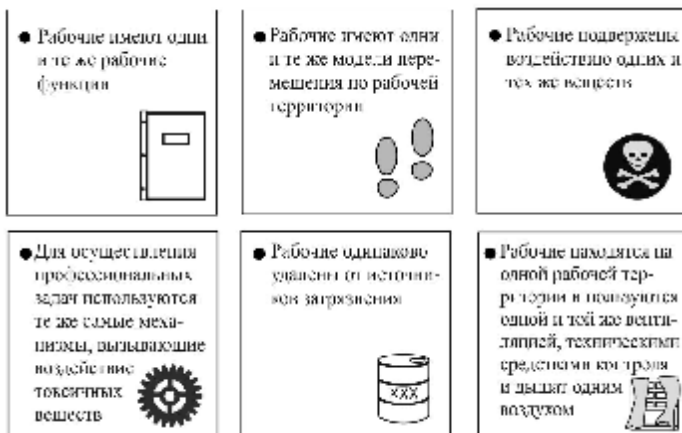 ● Рабочие имеют одни
и те же рабочие
функции
● Рабочие имеют одни
и те же модели пере-
мещения по рабочей
территории
● Рабочие подвержены
воздействию одних и
тех же веществ
● Для осуществления
профессиональных
задач используются
те же самые меха-
низмы, вызывающие
воздействие
токсичных
веществ
● Рабочие одинаково
удалены от источни-
ков загрязнения
XXX
● Рабочие находятся на
одной рабочей тер-
ритории и пользуются
одной и той же венти-
ляцией, техническими
средствами контроля
и дышат одним
воздухом